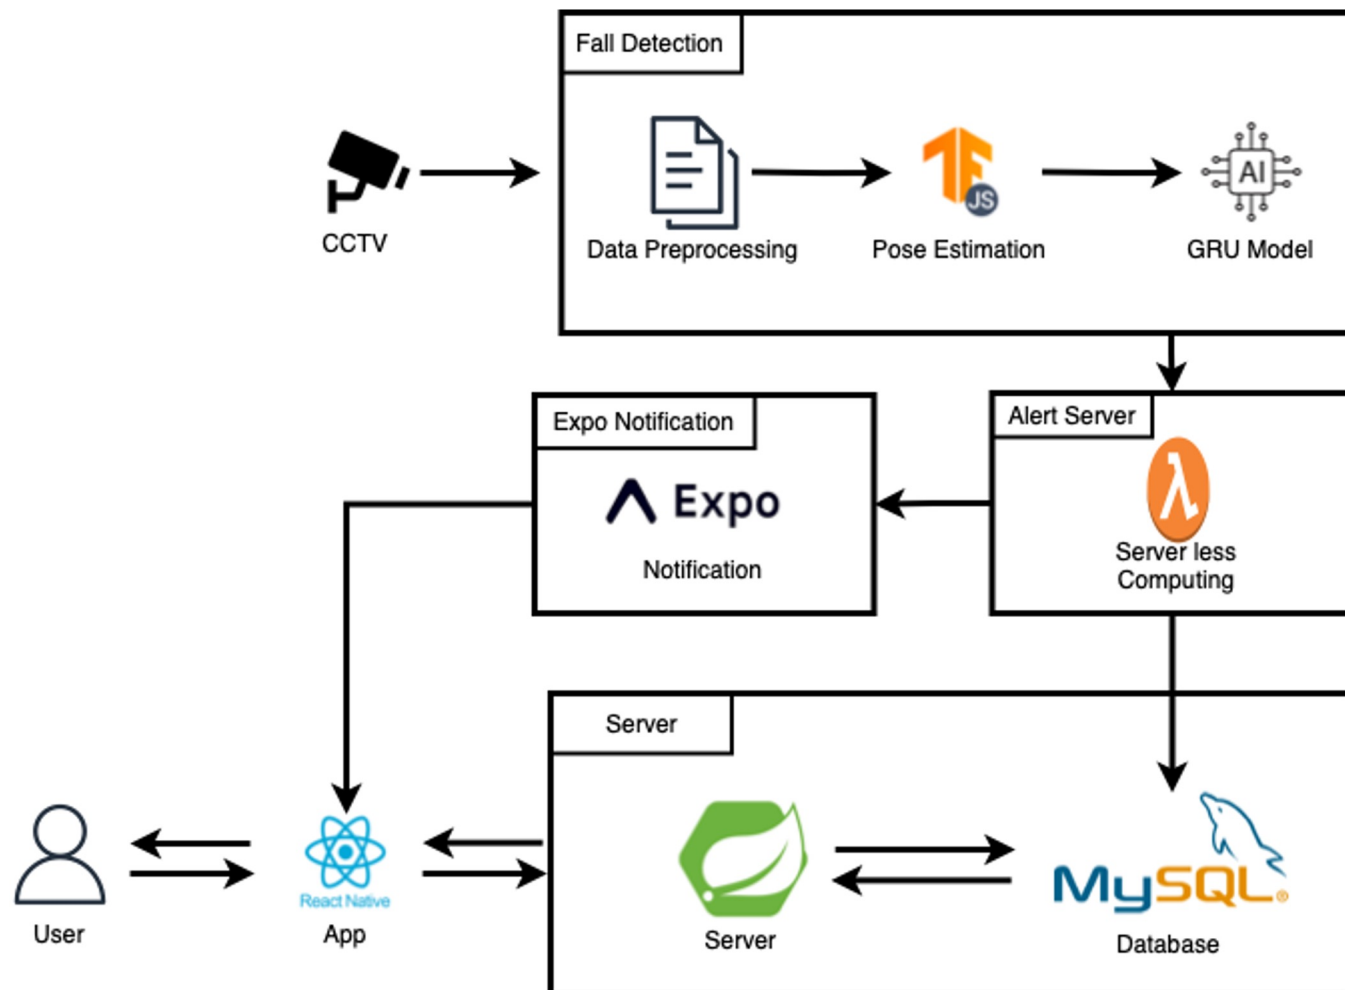 Fall Detection
CCTV
JS
AI
Data Preprocessing
Pose Estimation
GRU Model
Expo Notification
Alert Server
Expo
λ
Notification
Server less
Computing
Server
React Native
MySQL®
User
App
Server
Database